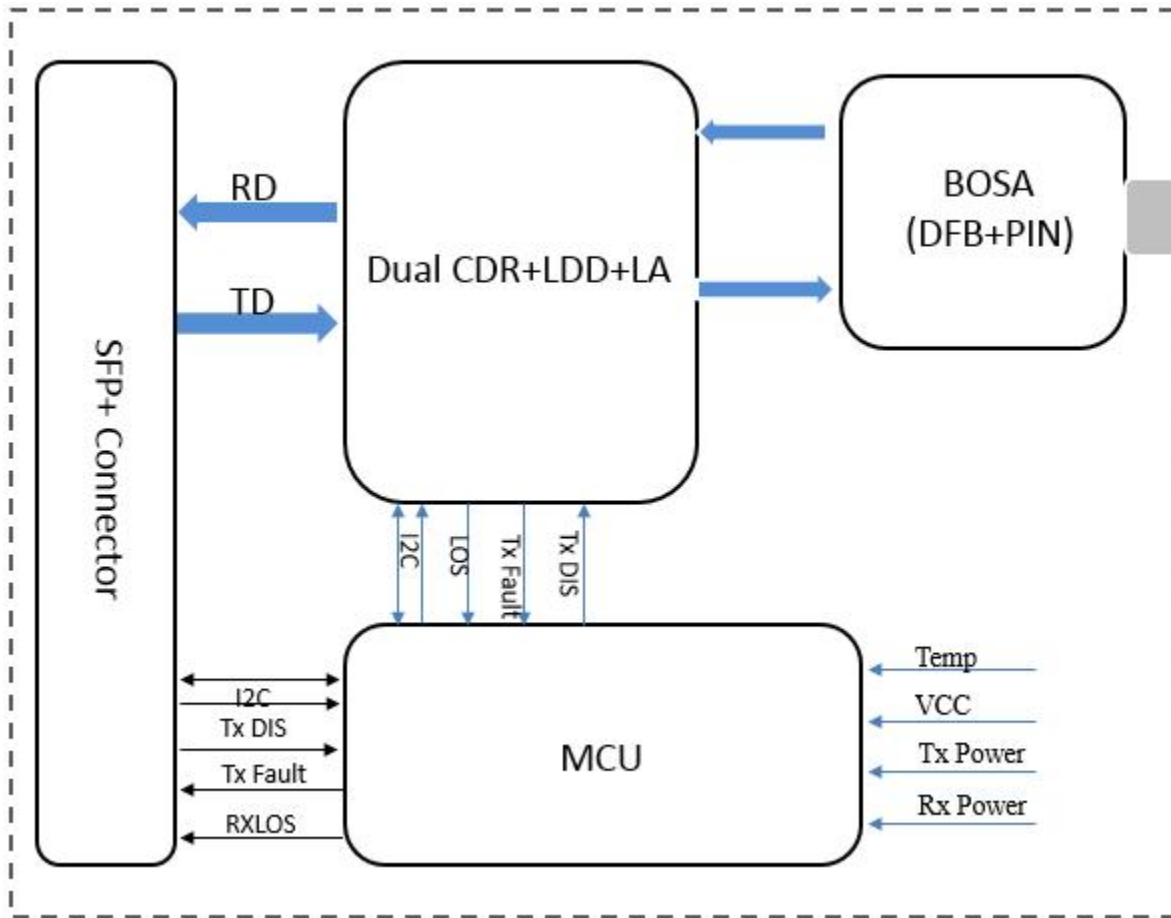 RD
TD
SFP+ Connector
Dual CDR+LDD+LA
BOSA
(DFB+PIN)
I2C
LOS
Tx Fault
Tx DIS
I2C
Tx DIS
Tx Fault
RXLOS
MCU
Temp
VCC
Tx Power
Rx Power